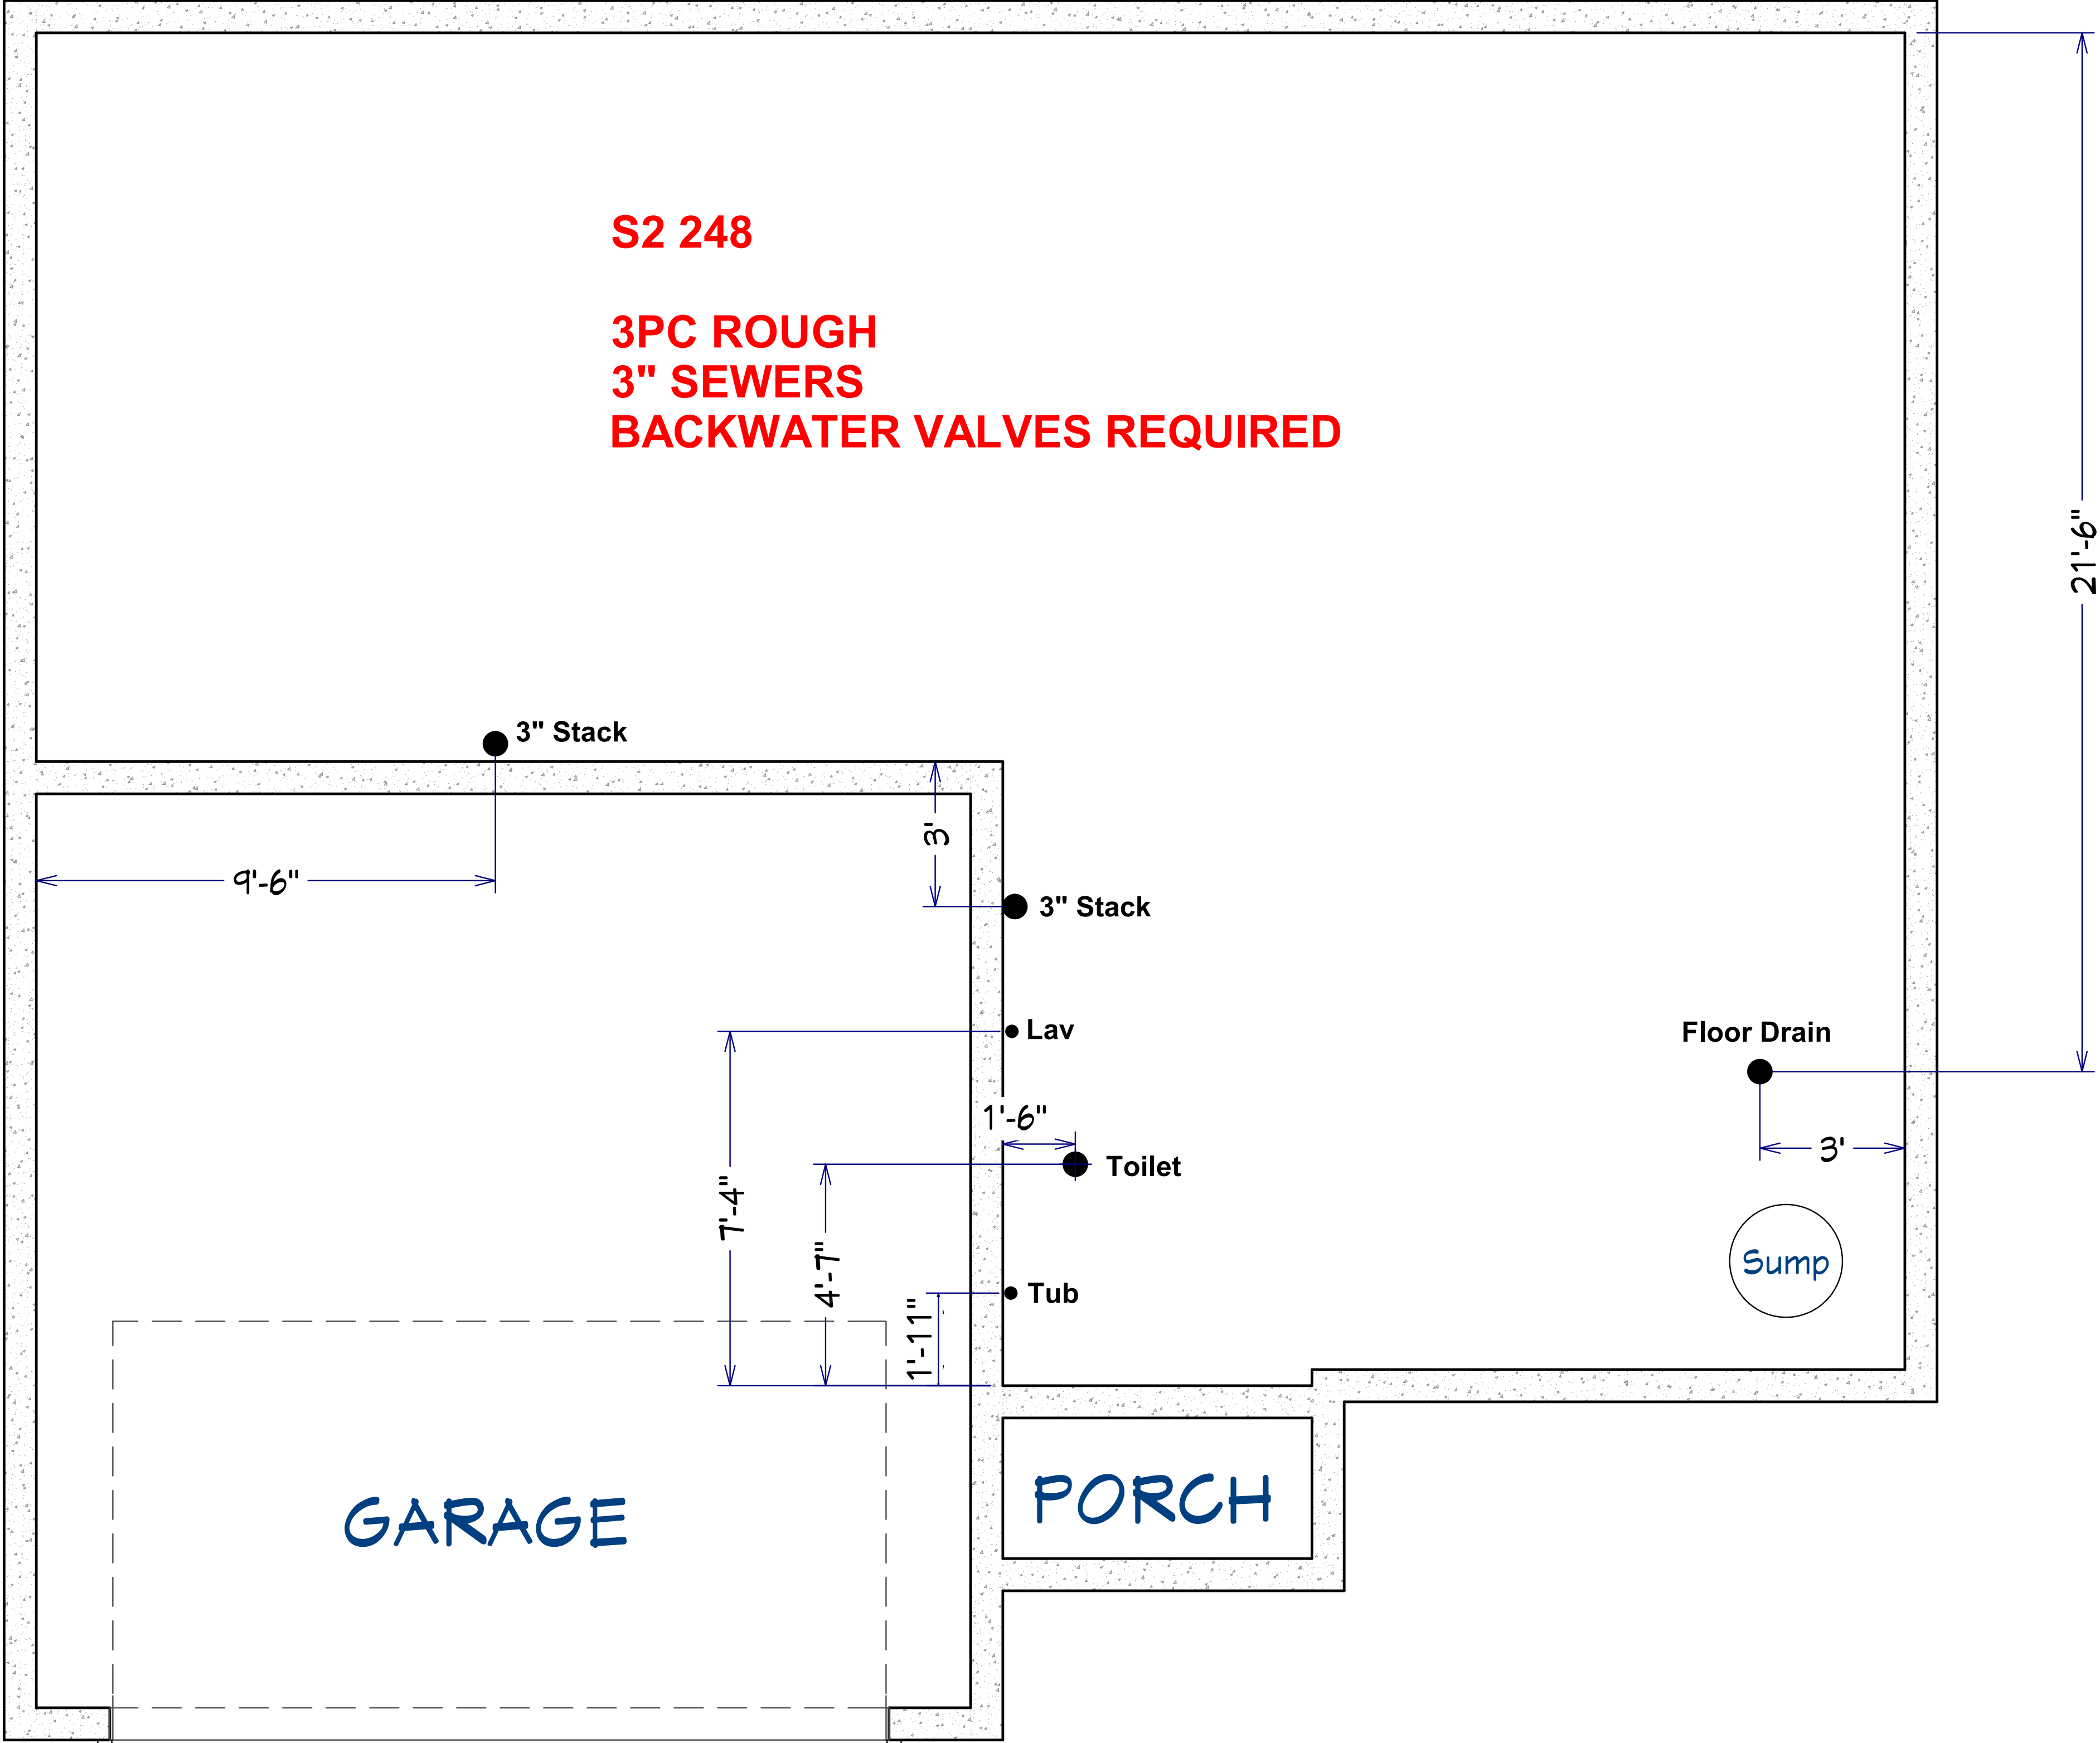 S2 248
3PC ROUGH
3" SEWERS
BACKWATER VALVES REQUIRED
21'-6"
3" Stack
3'
9'-6"
3" Stack
Lav
Floor Drain
1'-6"
3'
Toilet
7'-4"
4'-7"
Sump
Tub
1'-11"
GARAGE
PORCH